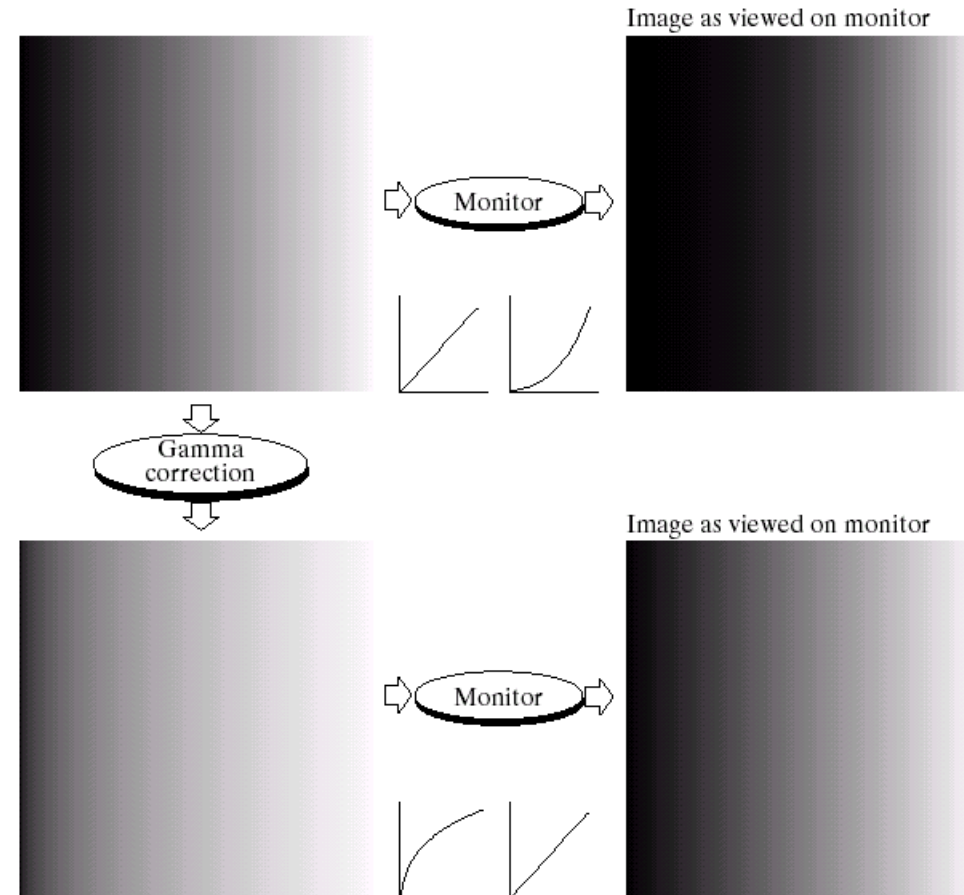 Image as viewed on monitor
Monitor
Gamma
correction
Image as viewed on monitor
Monitor